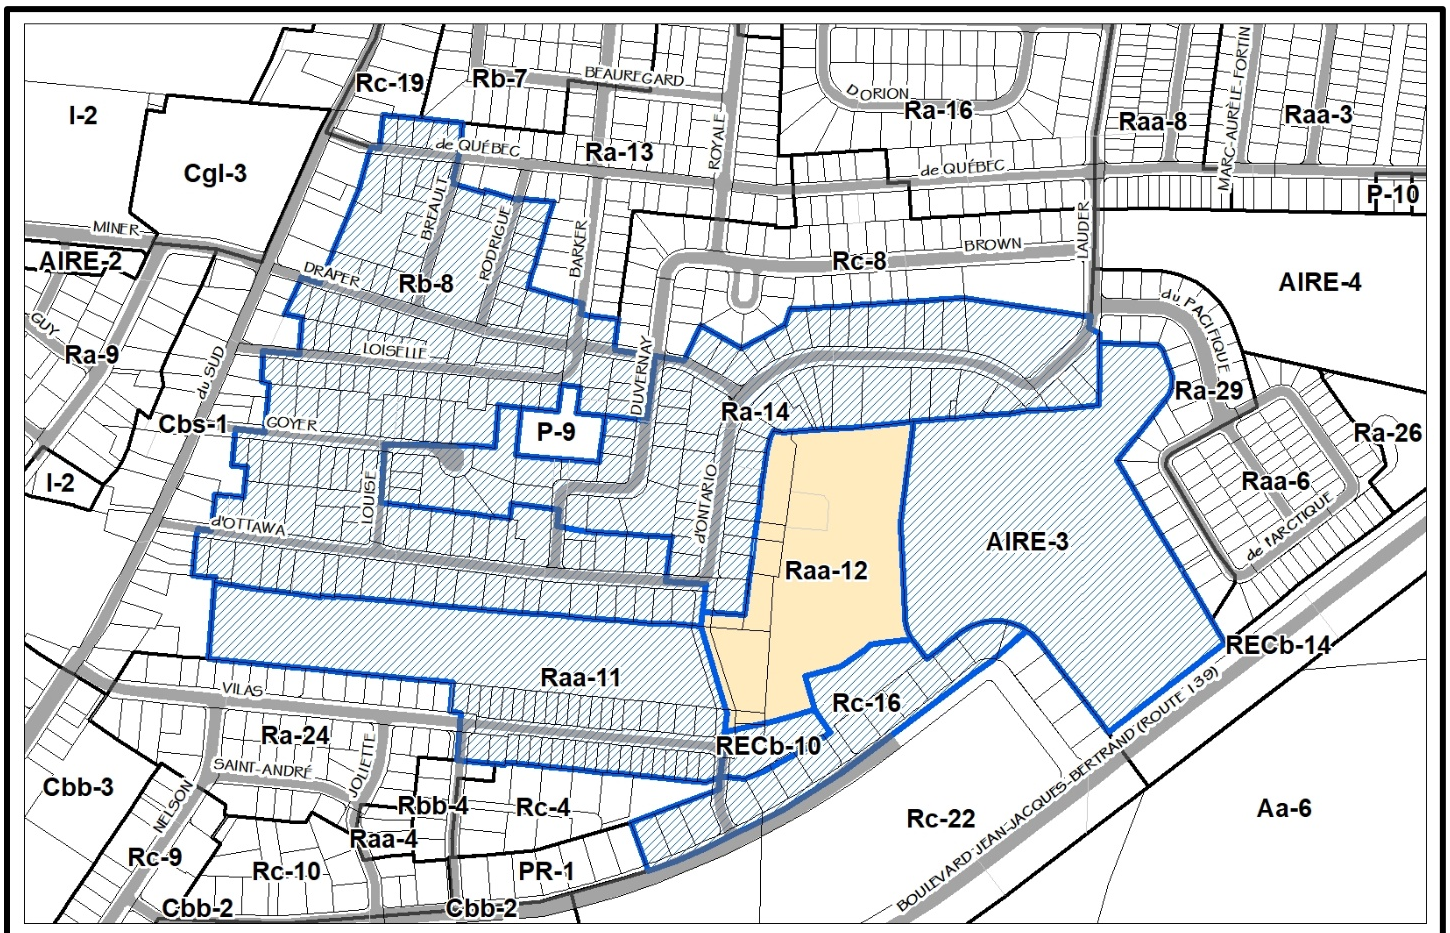 Rc-19
Rb-7
BEAUREGARD
I-2
DORION
Ra-16
Raa-8
MARC-AURÈLE-FORTIN
Raa-3
Cgl-3
de QUÉBEC
Ra-13
ROYALE
de QUÉBEC
P-10
MINER
AIRE-2
BREAULT
RODRIGUE
BARKER
LAUDER
BROWN
Rc-8
DRAPER
Rb-8
AIRE-4
du PACIFIQUE
GUY
Ra-9
du SUD
LOISELLE
DUVERNAY
Ra-29
Cbs-1
GOYER
P-9
Ra-14
Ra-26
I-2
LOUISE
d'ONTARIO
Raa-6
d'OTTAWA
de l'ARCTIQUE
AIRE-3
Raa-12
RECb-14
VILAS
Raa-11
Rc-16
Ra-24
RECb-10
SAINT-ANDRÉ
JOLIETTE
BOULEVARD JEAN-JACQUES-BERTRAND (ROUTE 139)
Cbb-3
NELSON
Rbb-4
Rc-4
Rc-22
Aa-6
Raa-4
Rc-9
Rc-10
PR-1
Cbb-2
Cbb-2